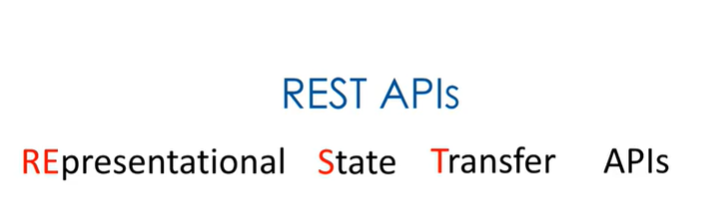 REST APIs
REpresentational State Transfer APIs